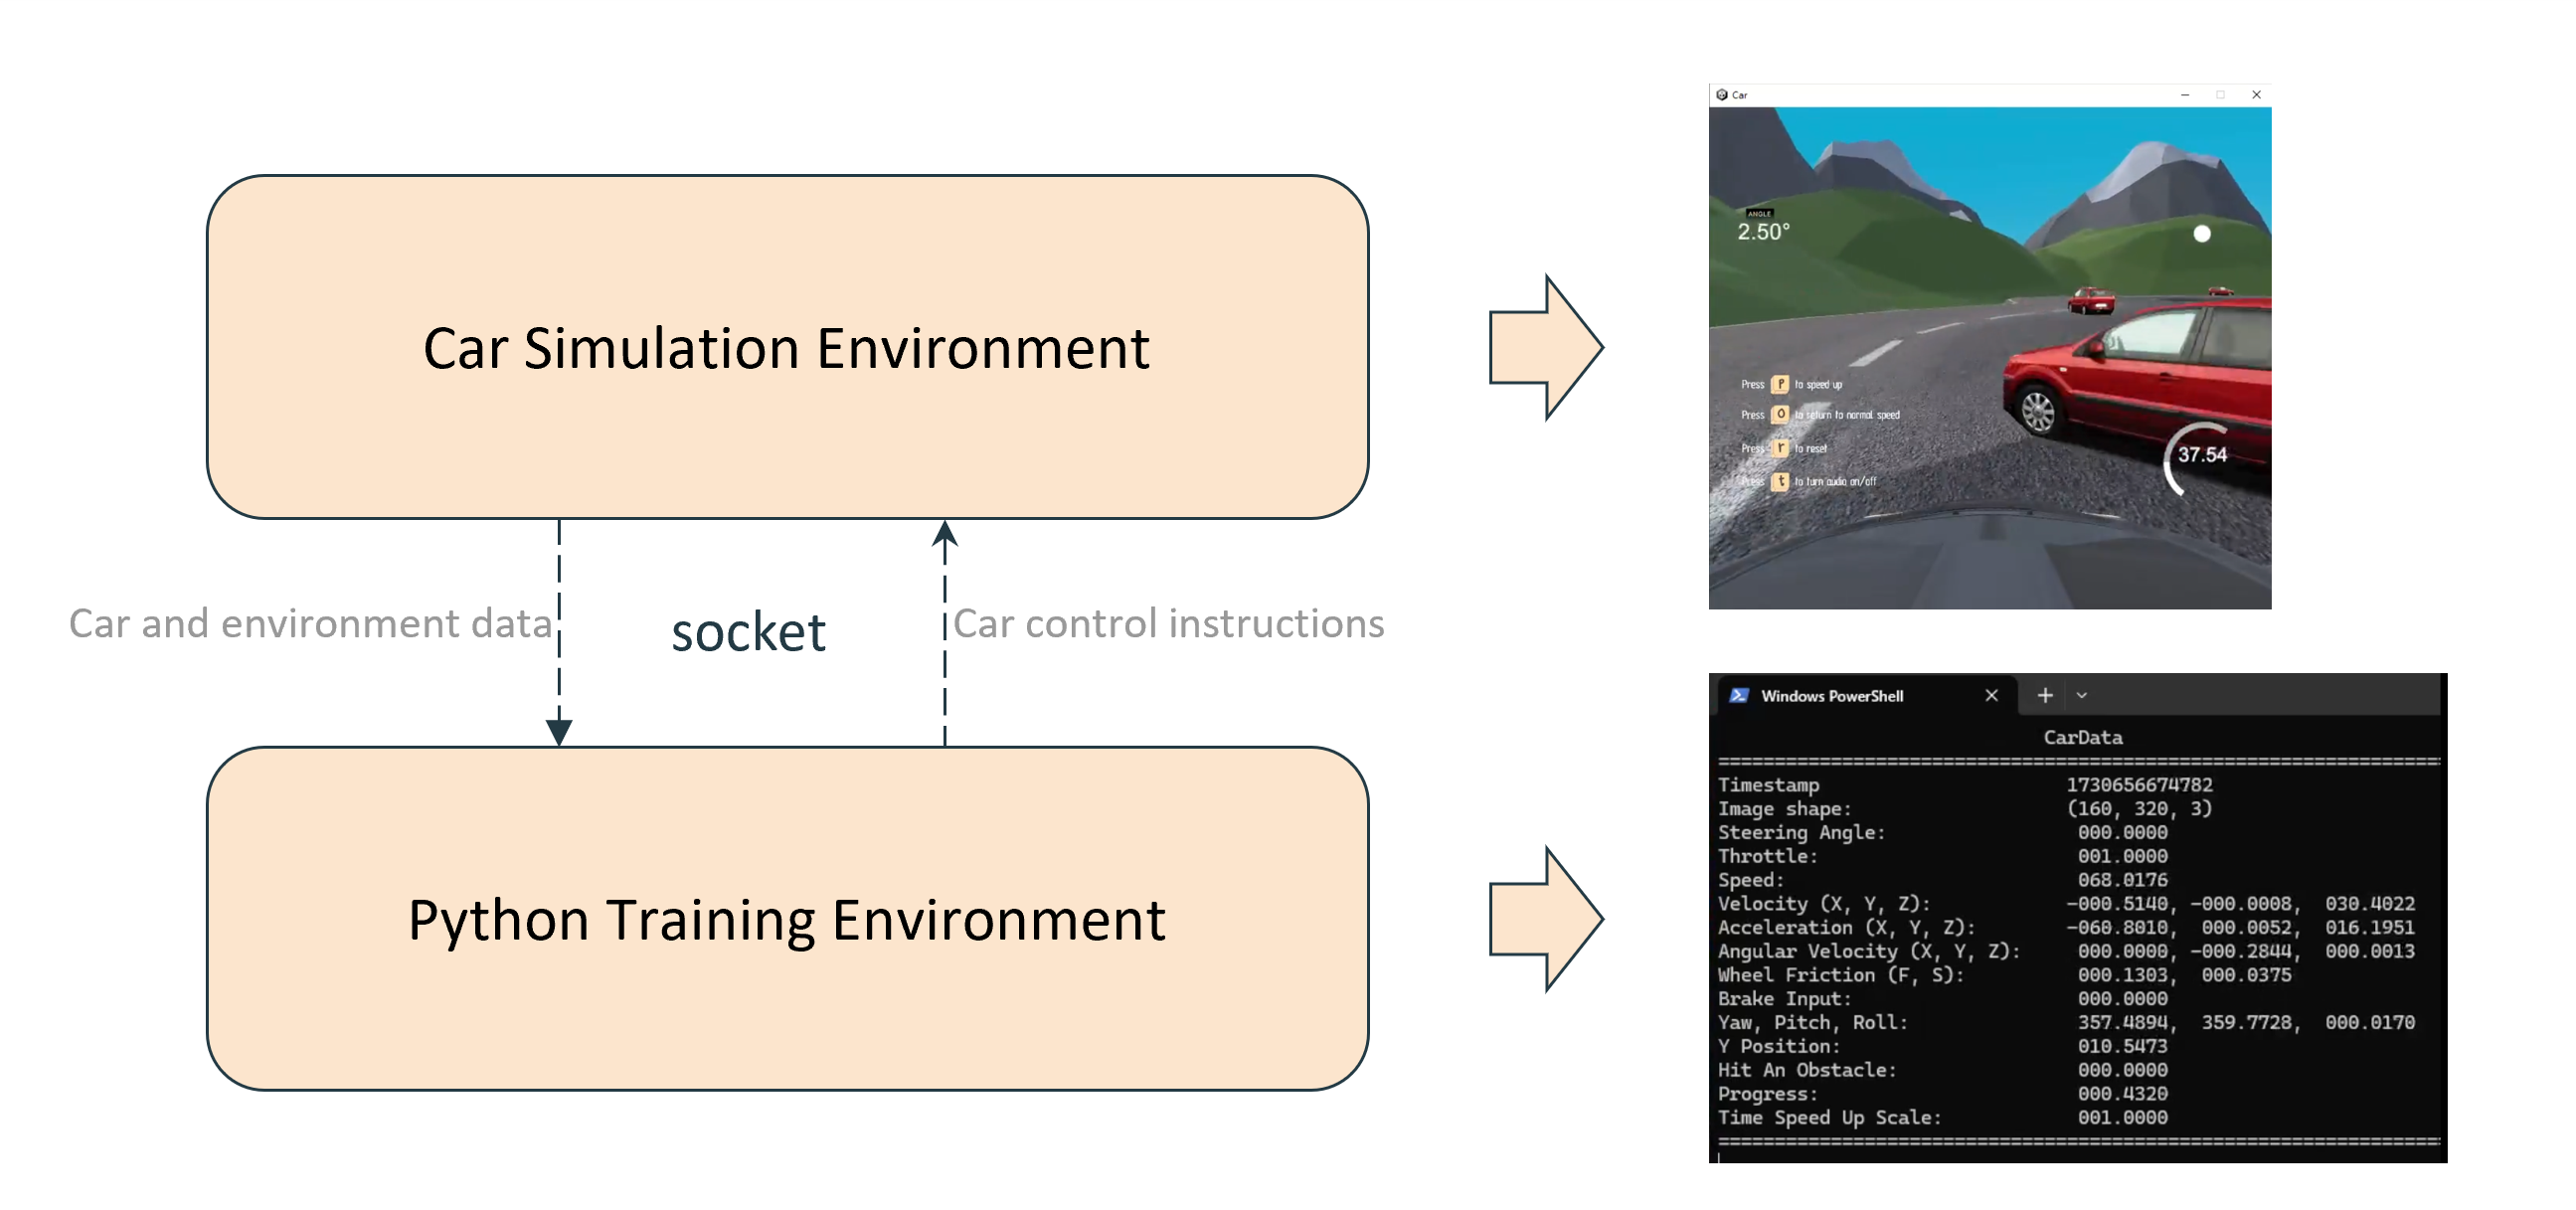 Car Simulation Environment
Car and environment data
socket
Car control instructions
Python Training Environment
Car
ANGLE
2.50°
Press P to speed up
Press O to return to normal speed
Press r to reset
Press t to turn audio on/off
37.54
Windows PowerShell
CarData
================================================================
Timestamp 1730656674782
Image shape: (160, 320, 3)
Steering Angle: 000.0000
Throttle: 001.0000
Speed: 068.0176
Velocity (X, Y, Z): -000.5140, -000.0008, 030.4022
Acceleration (X, Y, Z): -060.8010, 000.0052, 016.1951
Angular Velocity (X, Y, Z): 000.0000, -000.2844, 000.0013
Wheel Friction (F, S): 000.1303, 000.0375
Brake Input: 000.0000
Yaw, Pitch, Roll: 357.4894, 359.7728, 000.0170
Y Position: 010.5473
Hit An Obstacle: 000.0000
Progress: 000.4320
Time Speed Up Scale: 001.0000
================================================================